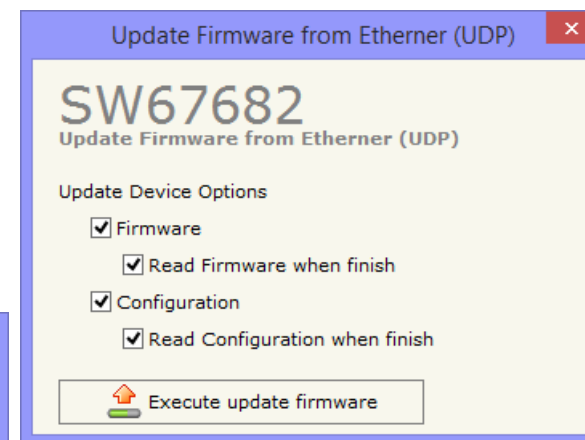 Update Firmware from Etherner (UDP)
SW67682
Update Firmware from Etherner (UDP)
Update Device Options
Firmware
Read Firmware when finish
Configuration
Read Configuration when finish
Execute update firmware